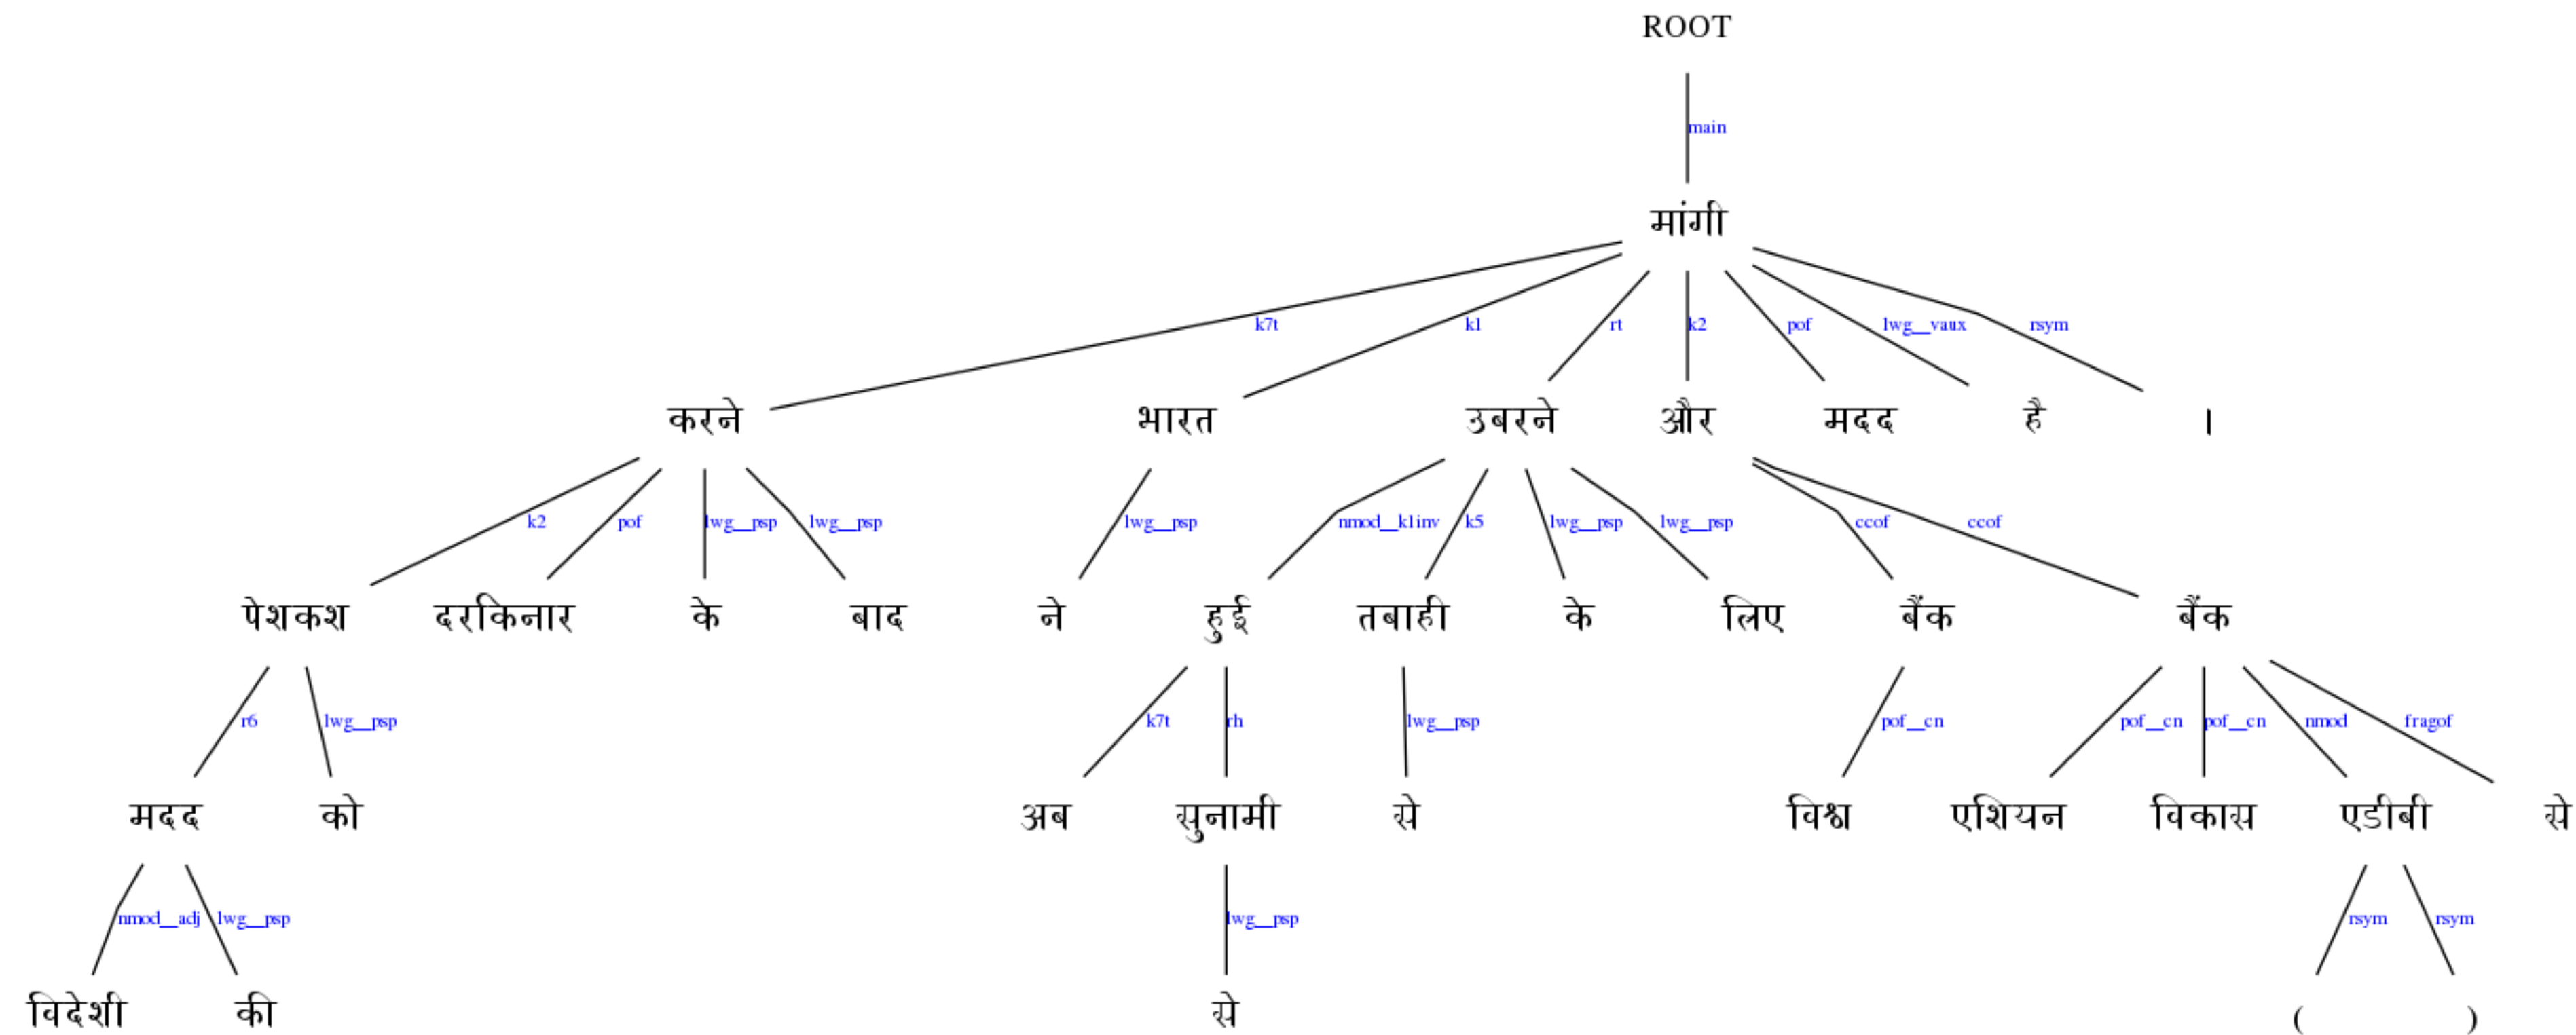 ROOT
main
मांगी
k7t k1 rt k2 pof lwg__vaux rsym
करने भारत उबरने और मदद है ।
k2 pof lwg__psp lwg__psp lwg__psp nmod__k1inv k5 lwg__psp lwg__psp ccof ccof
पेशकश दरकिनार के बाद ने हुई तबाही के लिए बैंक बैंक
r6 lwg__psp k7t rh lwg__psp pof__cn pof__cn pof__cn nmod fragof
मदद को अब सुनामी से विश्व एशियन विकास एडीबी से
nmod__adj lwg__psp lwg__psp rsym rsym
विदेशी की से ( )